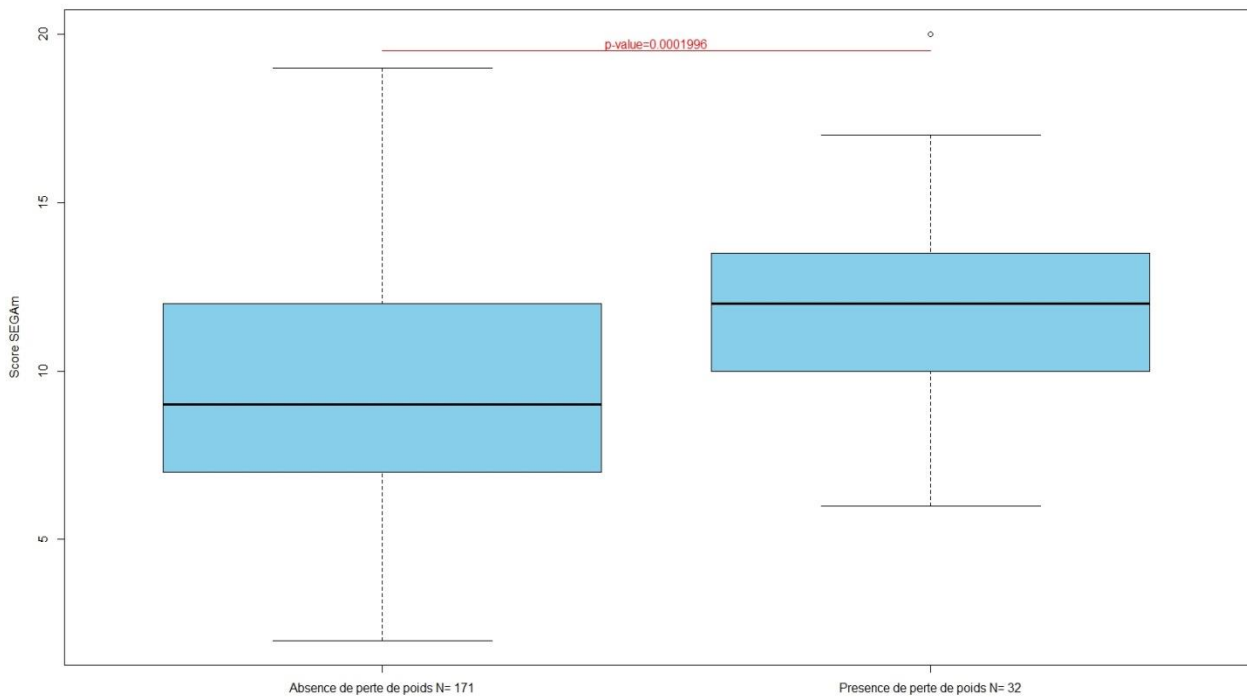 20
p-value=0.0001996
15
10
5
Score SEGAm
Absence de perte de poids N= 171
Presence de perte de poids N= 32